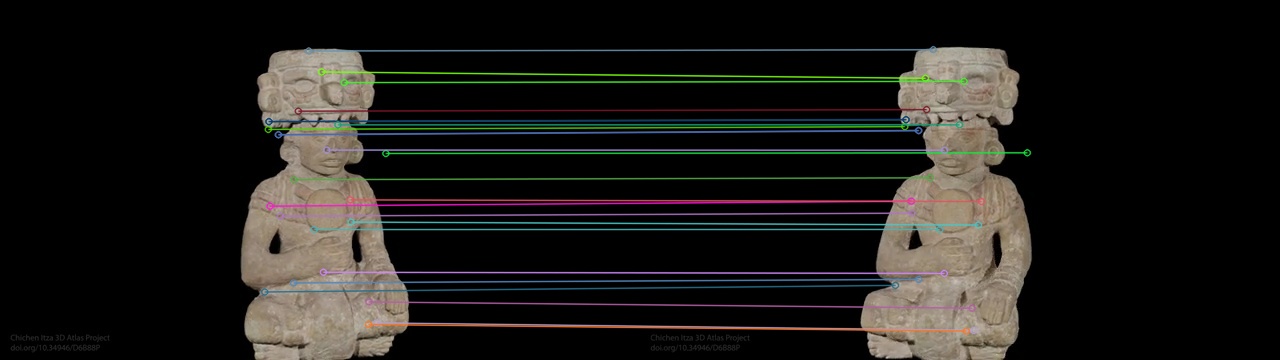 Chichen Itza 3D Atlas Project
doi.org/10.34946/D6B88P
Chichen Itza 3D Atlas Project
doi.org/10.34946/D6B88P